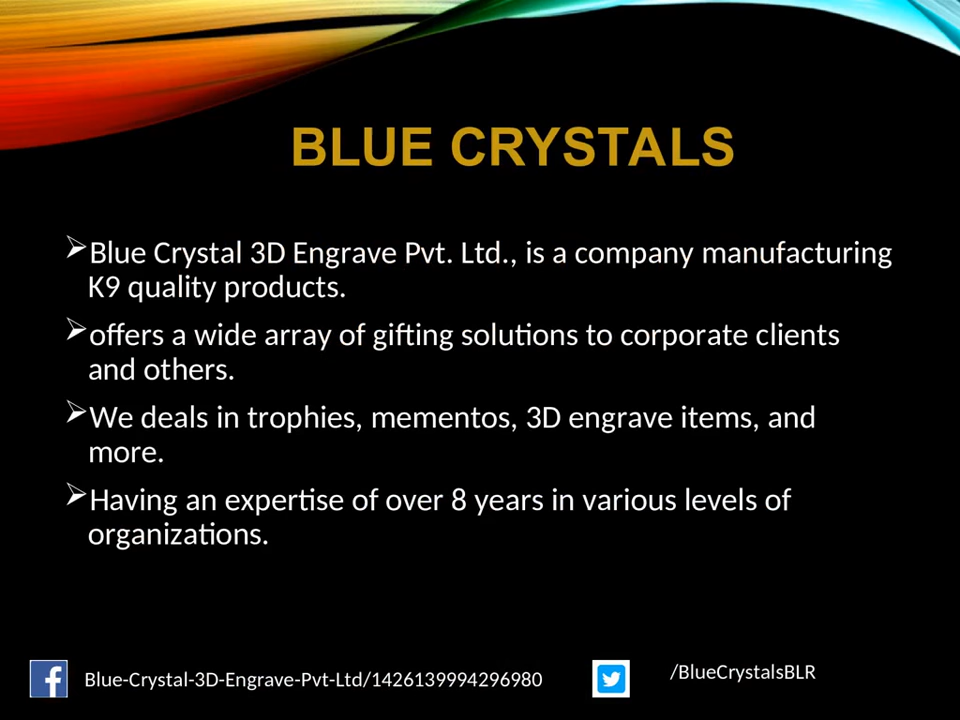 BLUE CRYSTALS
➢Blue Crystal 3D Engrave Pvt. Ltd., is a company manufacturing
K9 quality products.
➢offers a wide array of gifting solutions to corporate clients
and others.
➢We deals in trophies, mementos, 3D engrave items, and
more.
➢Having an expertise of over 8 years in various levels of
organizations.
Blue-Crystal-3D-Engrave-Pvt-Ltd/1426139994296980
/BlueCrystalsBLR